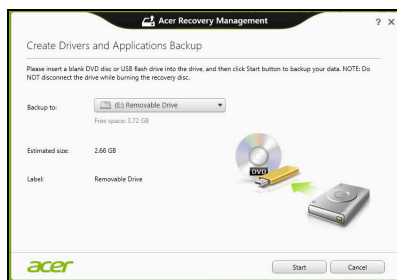 Acer Recovery Management
? ×
Create Drivers and Applications Backup
Please insert a blank DVD disc or USB flash drive into the drive, and then click Start button to backup your data. NOTE: Do
NOT disconnect the drive while burning the recovery disc.
Backup to: (E:) Removable Drive
Free space: 3.72 GB
Estimated size: 2.66 GB
DVD
Label: Removable Drive
acer
Start Cancel